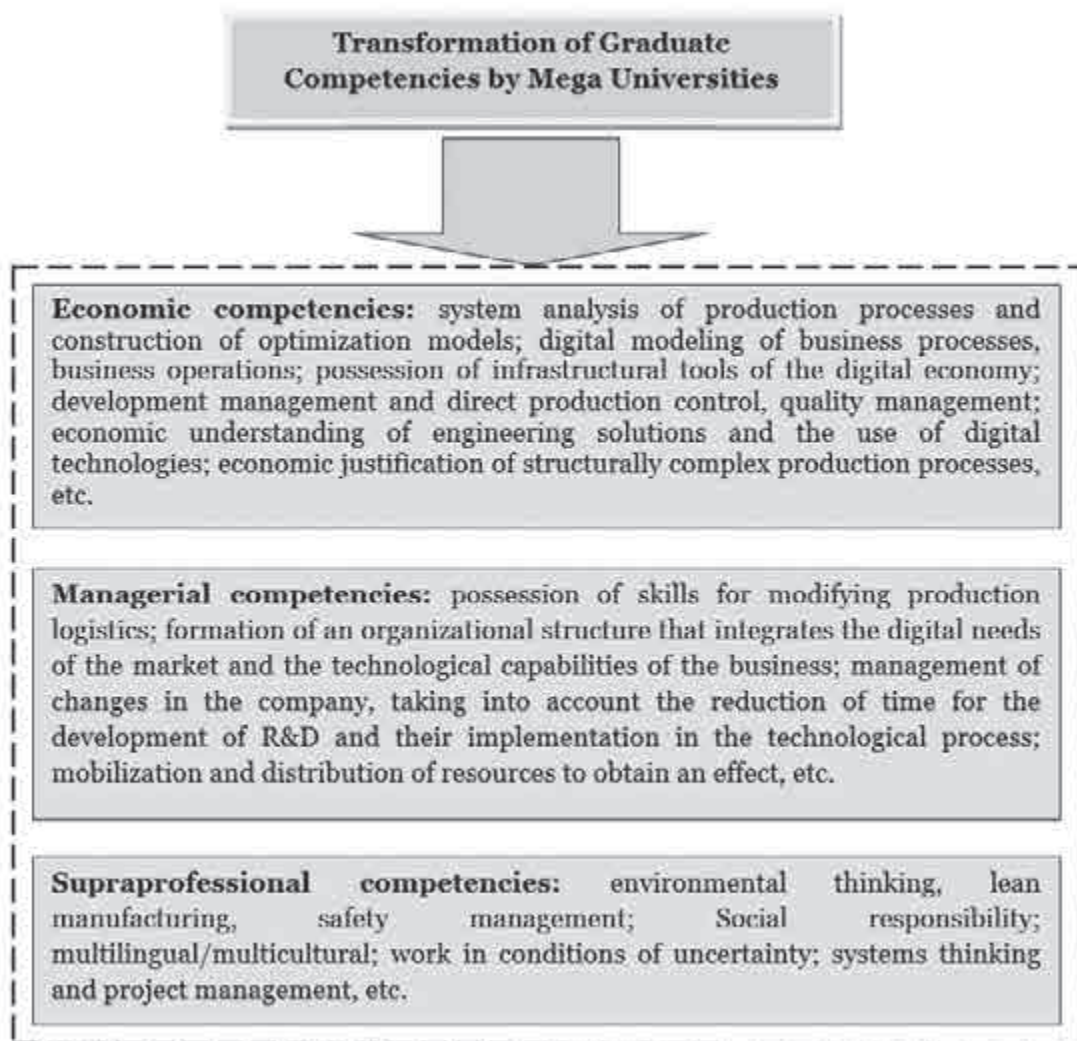 Transformation of Graduate
Competencies by Mega Universities
Economic competencies: system analysis of production processes and
construction of optimization models; digital modeling of business processes,
business operations; possession of infrastructural tools of the digital economy;
development management and direct production control, quality management;
economic understanding of engineering solutions and the use of digital
technologies; economic justification of structurally complex production processes,
etc.
Managerial competencies: possession of skills for modifying production
logistics; formation of an organizational structure that integrates the digital needs
of the market and the technological capabilities of the business; management of
changes in the company, taking into account the reduction of time for the
development of R&D and their implementation in the technological process;
mobilization and distribution of resources to obtain an effect, etc.
Supraprofessional competencies: environmental thinking, lean
manufacturing, safety management; Social responsibility;
multilingual/multicultural; work in conditions of uncertainty; systems thinking
and project management, etc.